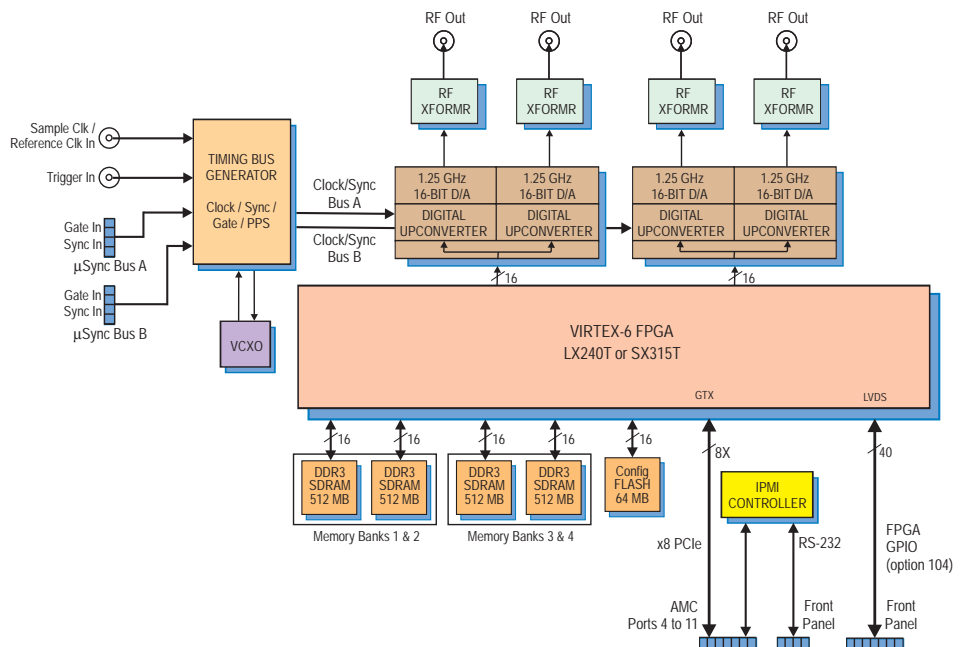 RF Out
RF Out
RF Out
RF Out
RF
XFORMR
RF
XFORMR
RF
XFORMR
RF
XFORMR
Sample Clk /
Reference Clk In
Trigger In
Gate In
Sync In
μSync Bus A
Gate In
Sync In
μSync Bus B
TIMING BUS
GENERATOR
Clock / Sync /
Gate / PPS
VCXO
Clock/Sync
Bus A
Clock/Sync
Bus B
1.25 GHz
16-BIT D/A
1.25 GHz
16-BIT D/A
DIGITAL
UPCONVERTER
DIGITAL
UPCONVERTER
1.25 GHz
16-BIT D/A
1.25 GHz
16-BIT D/A
DIGITAL
UPCONVERTER
DIGITAL
UPCONVERTER
16
16
VIRTEX-6 FPGA
LX240T or SX315T
GTX
LVDS
16
16
16
16
16
8X
40
DDR3
SDRAM
512 MB
DDR3
SDRAM
512 MB
DDR3
SDRAM
512 MB
DDR3
SDRAM
512 MB
Config
FLASH
64 MB
Memory Banks 1 & 2
Memory Banks 3 & 4
IPMI
CONTROLLER
x8 PCIe
RS-232
FPGA
GPIO
(option 104)
AMC
Ports 4 to 11
Front
Panel
Front
Panel